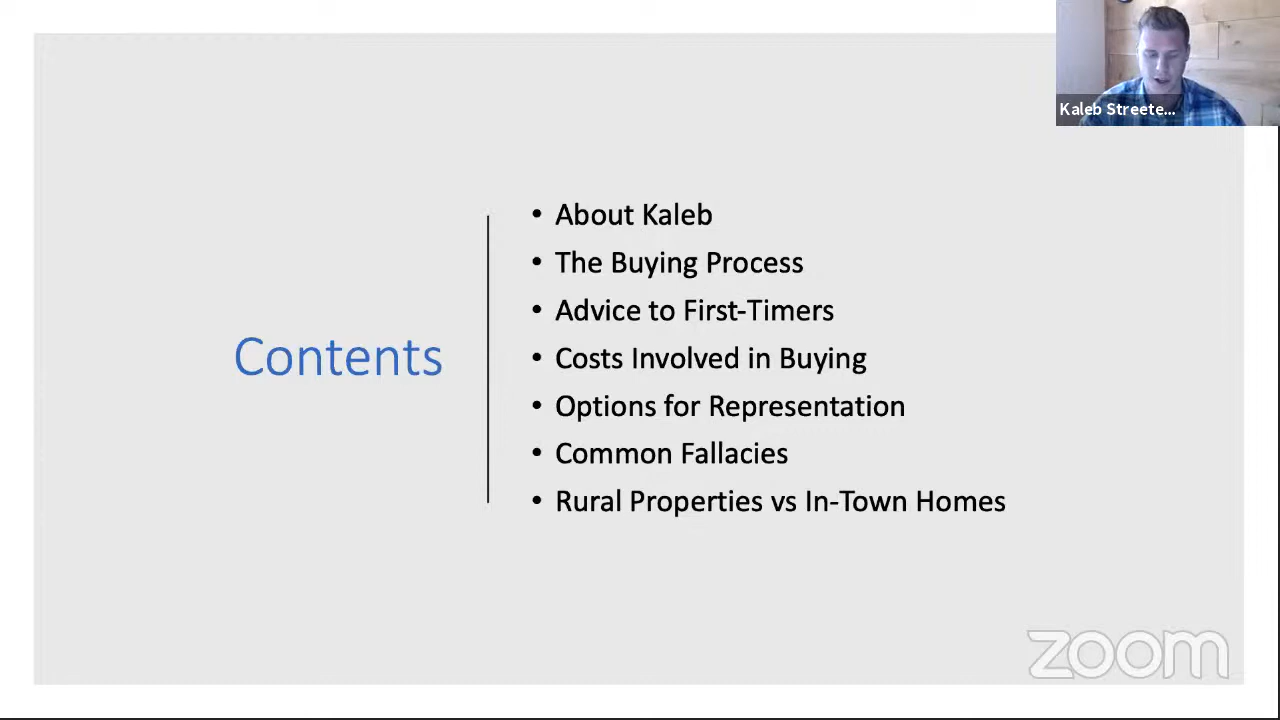 Kaleb Streete...
Contents
• About Kaleb
• The Buying Process
• Advice to First-Timers
• Costs Involved in Buying
• Options for Representation
• Common Fallacies
• Rural Properties vs In-Town Homes
zoom